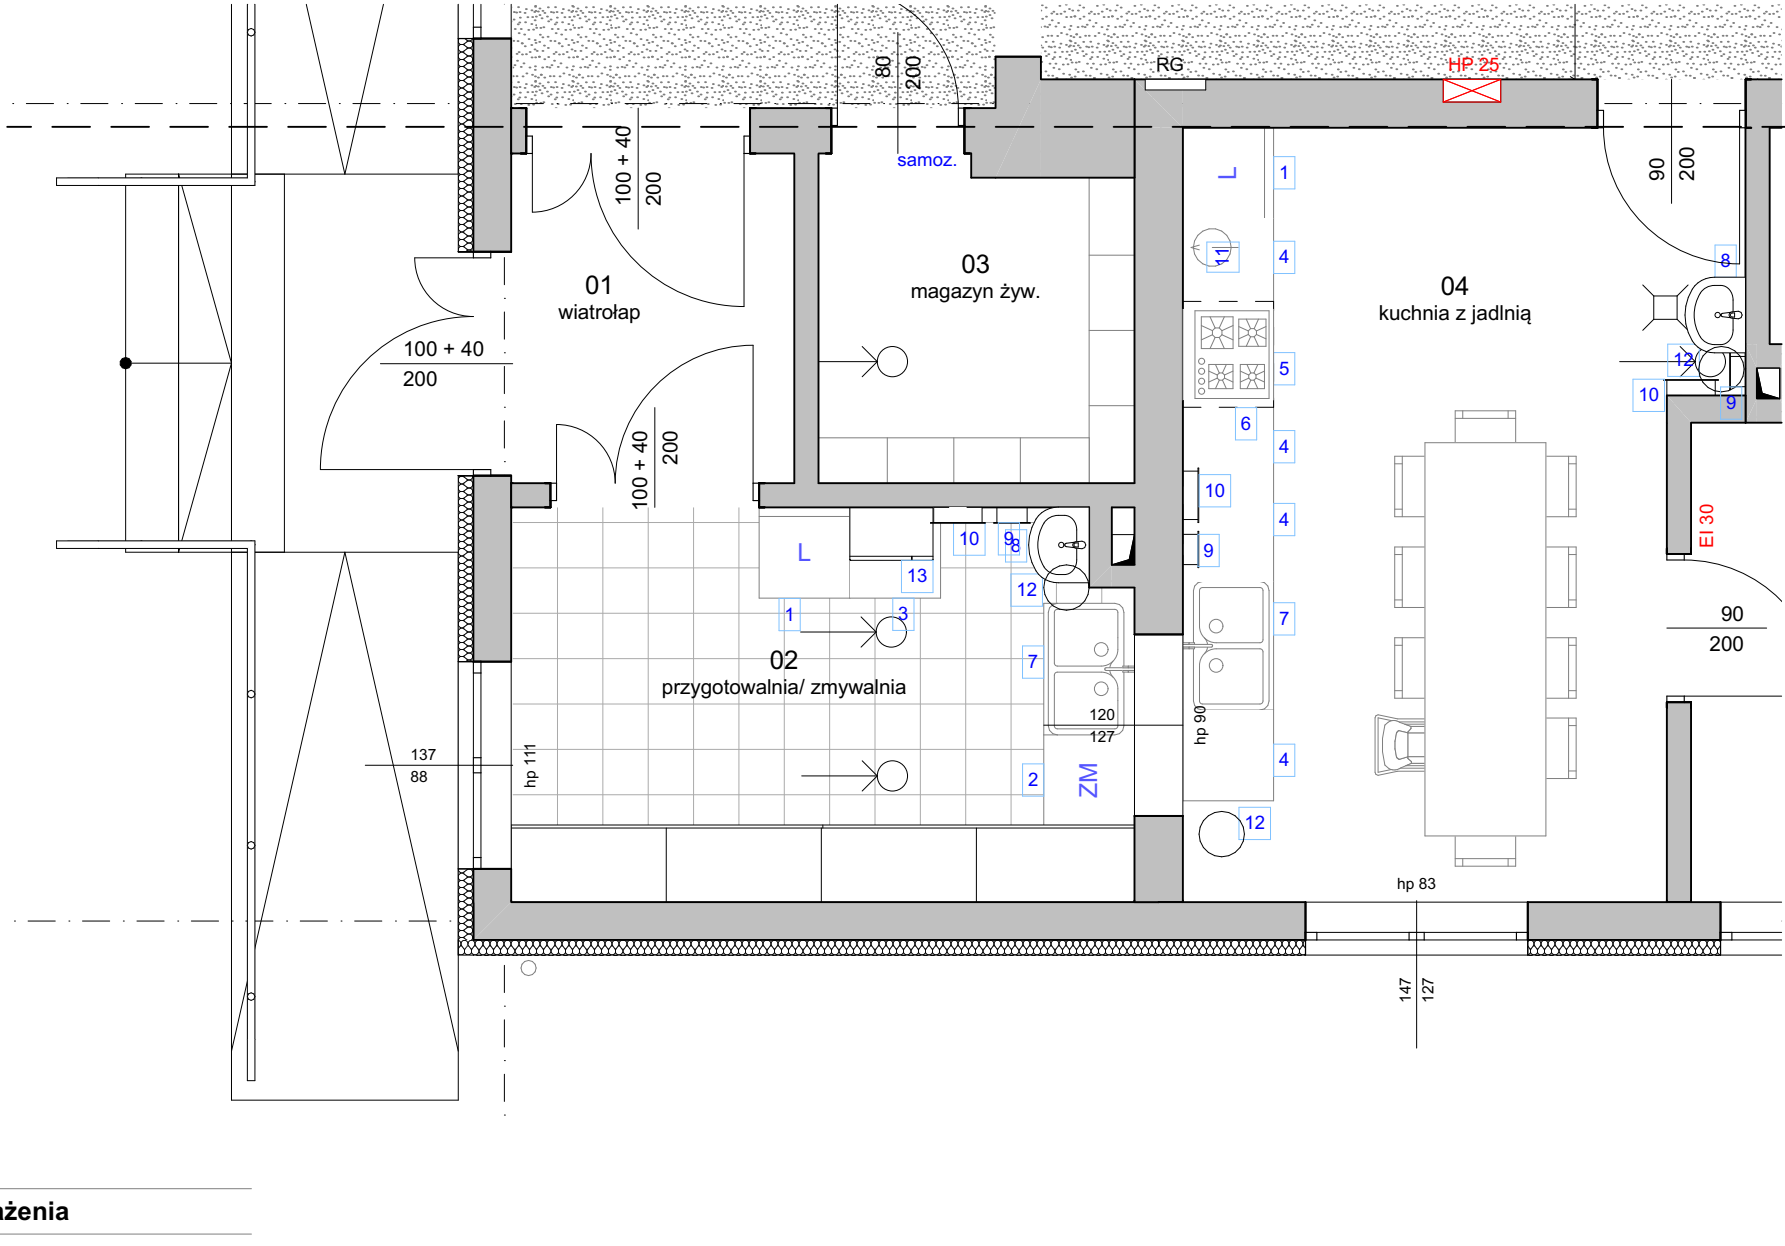 80
200
RG
HP 25
samoz.
100 + 40
200
90
200
L
1
11
4
8
01
wiatrołap
03
magazyn żyw.
04
kuchnia z jadlnią
100 + 40
200
5
12
10
9
6
4
100 + 40
200
10
4
EI 30
L
10
9
8
9
13
12
1
3
7
90
200
02
przygotowalnia/ zmywalnia
7
120
127
hp 90
137
88
hp 111
2
ZM
4
12
hp 83
147
127
ażenia